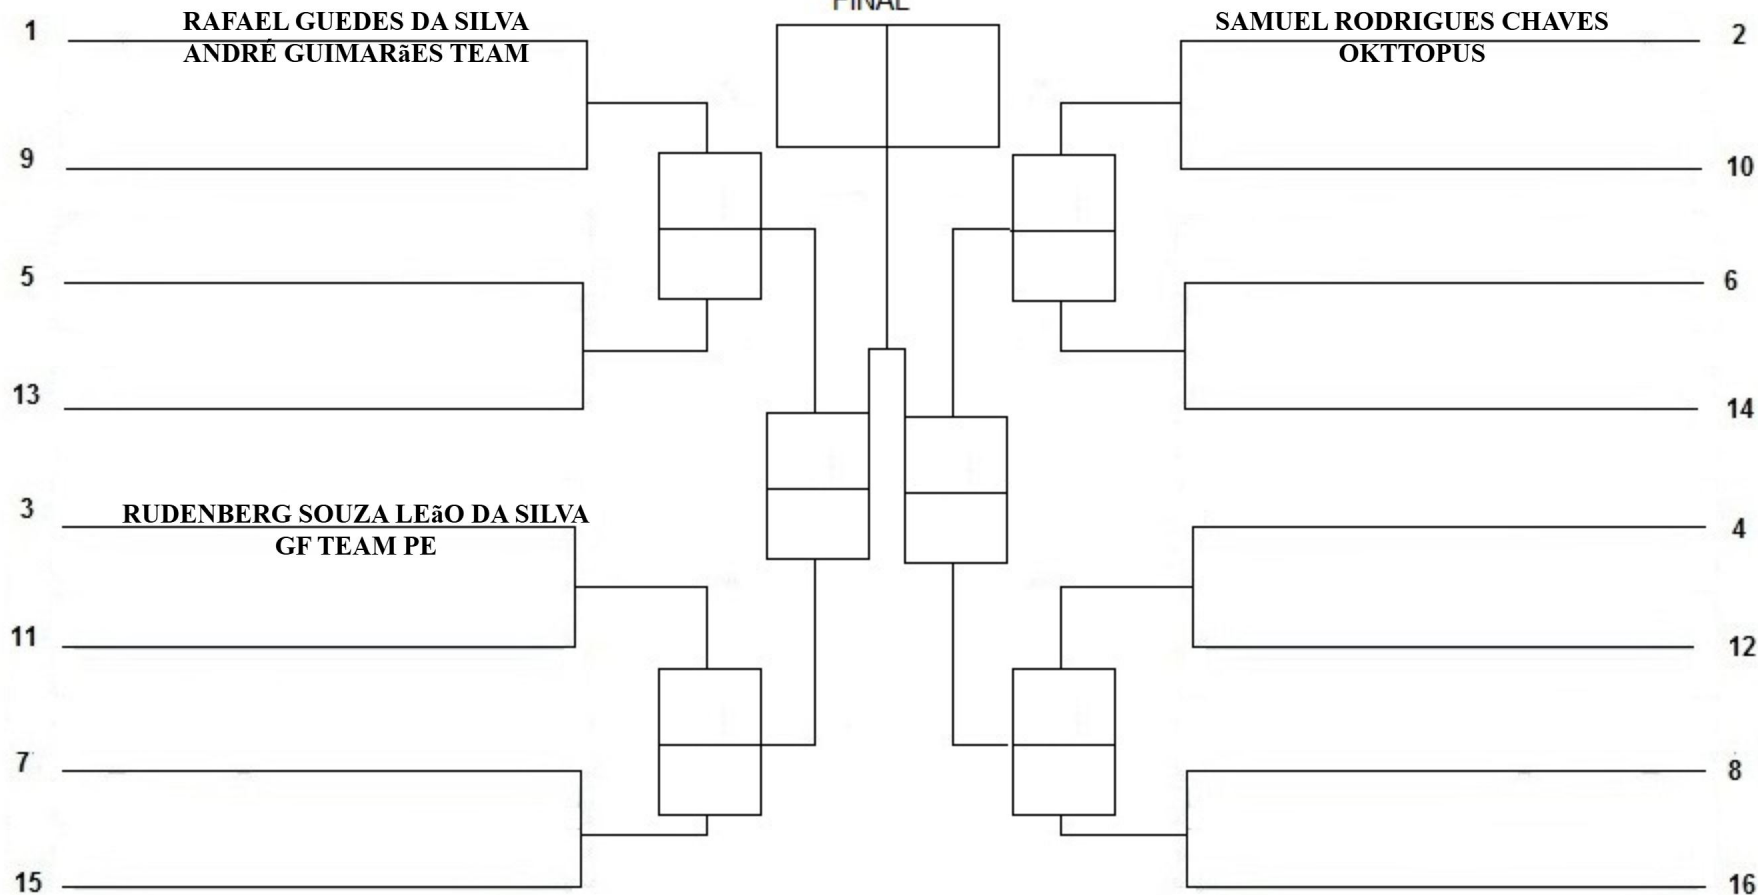 FINAL
1
RAFAEL GUEDES DA SILVA
ANDRÉ GUIMARãES TEAM
SAMUEL RODRIGUES CHAVES
OKTTOPUS
2
9
10
5
6
13
14
3
RUDENBERG SOUZA LEãO DA SILVA
GF TEAM PE
4
11
12
7
8
15
16